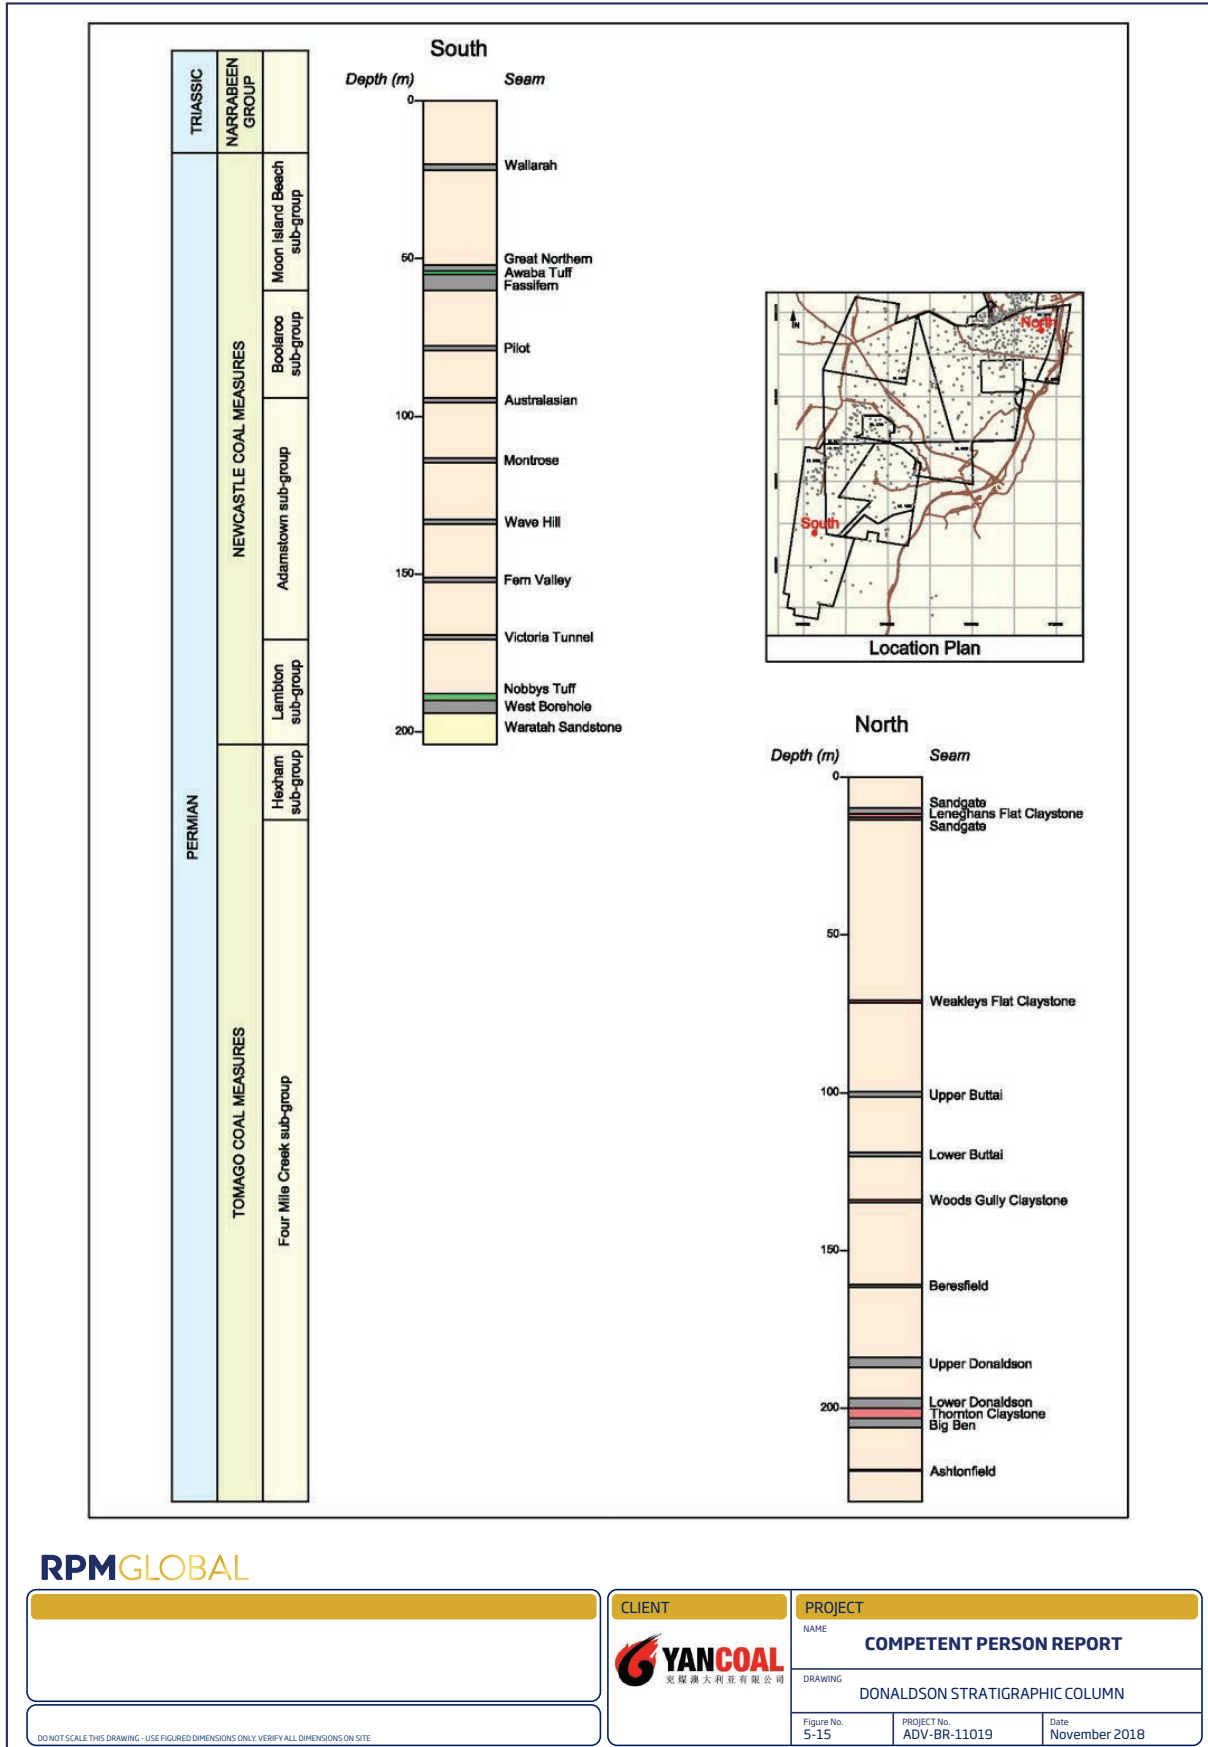 South
Depth (m)
Seam
0
Wallarah
50
Great Northern
Awaba Tuff
Fassifern
Pilot
Australasian
100
Montrose
Wave Hill
150
Fern Valley
Victoria Tunnel
Nobbys Tuff
West Borehole
200
Waratah Sandstone
TRIASSIC
PERMIAN
NARRABEEN
GROUP
NEWCASTLE COAL MEASURES
TOMAGO COAL MEASURES
Moon Island Beach
sub-group
Boolaroo
sub-group
Adamstown sub-group
Lambton
sub-group
Hexham
sub-group
Four Mile Creek sub-group
N
North
South
Location Plan
North
Depth (m)
Seam
0
Sandgate
Leneghans Flat Claystone
Sandgate
50
Weakleys Flat Claystone
100
Upper Buttai
Lower Buttai
Woods Gully Claystone
150
Beresfield
Upper Donaldson
Lower Donaldson
200
Thornton Claystone
Big Ben
Ashtonfield
RPMGLOBAL
DO NOT SCALE THIS DRAWING - USE FIGURED DIMENSIONS ONLY. VERIFY ALL DIMENSIONS ON SITE
CLIENT
YANCOAL
兖煤澳大利亚有限公司
PROJECT
NAME
COMPETENT PERSON REPORT
DRAWING
DONALDSON STRATIGRAPHIC COLUMN
Figure No.
5-15
PROJECT No.
ADV-BR-11019
Date
November 2018